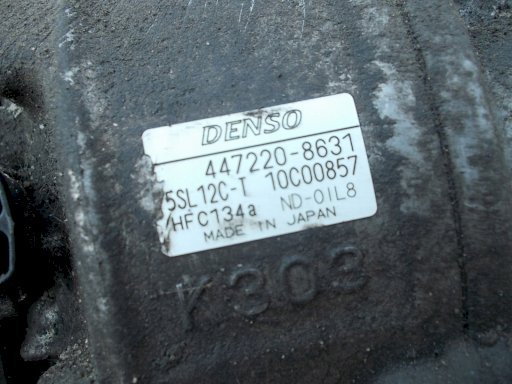 DENSO
447220-8631
5SL12C-T 10C00857
/HFC134a ND-OIL8
MADE IN JAPAN
Y303